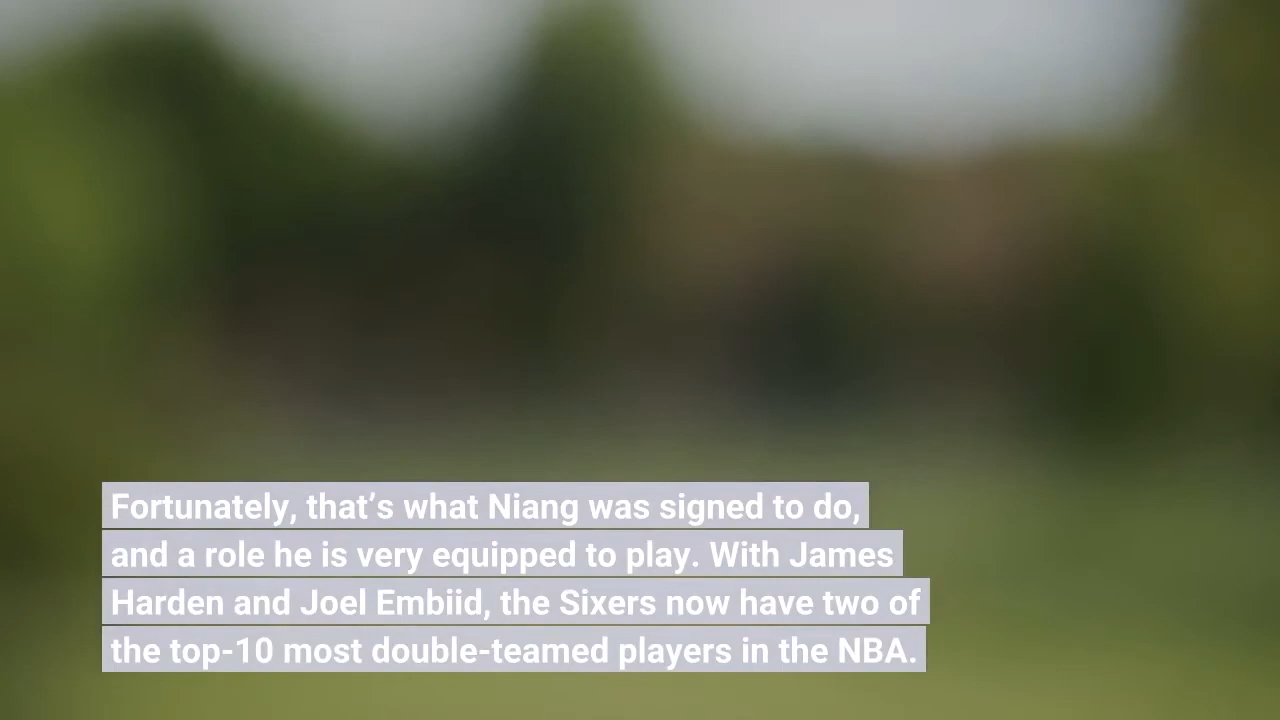 Fortunately, that’s what Niang was signed to do,
and a role he is very equipped to play. With James
Harden and Joel Embiid, the Sixers now have two of
the top-10 most double-teamed players in the NBA.